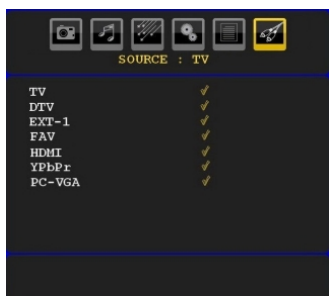 SOURCE : TV
TV
DTV
EXT-1
FAV
HDMI
YPbPr
PC-VGA